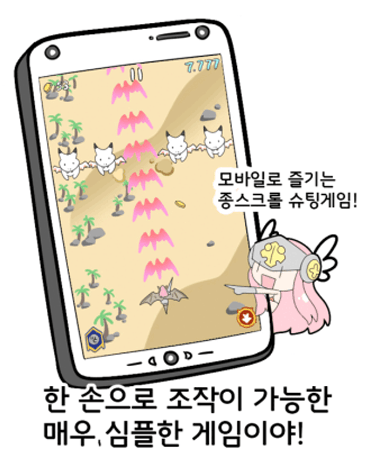 7.777
모바일로 즐기는
종스크롤 슈팅게임!
한 손으로 조작이 가능한
매우, 심플한 게임이야!